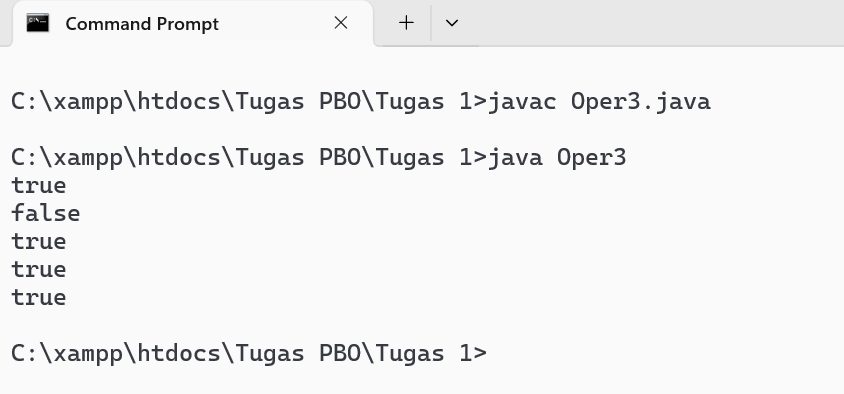 Command Prompt
C:\xampp\htdocs\Tugas PBO\Tugas 1>javac Oper3.java
C:\xampp\htdocs\Tugas PBO\Tugas 1>java Oper3
true
false
true
true
true
C:\xampp\htdocs\Tugas PBO\Tugas 1>